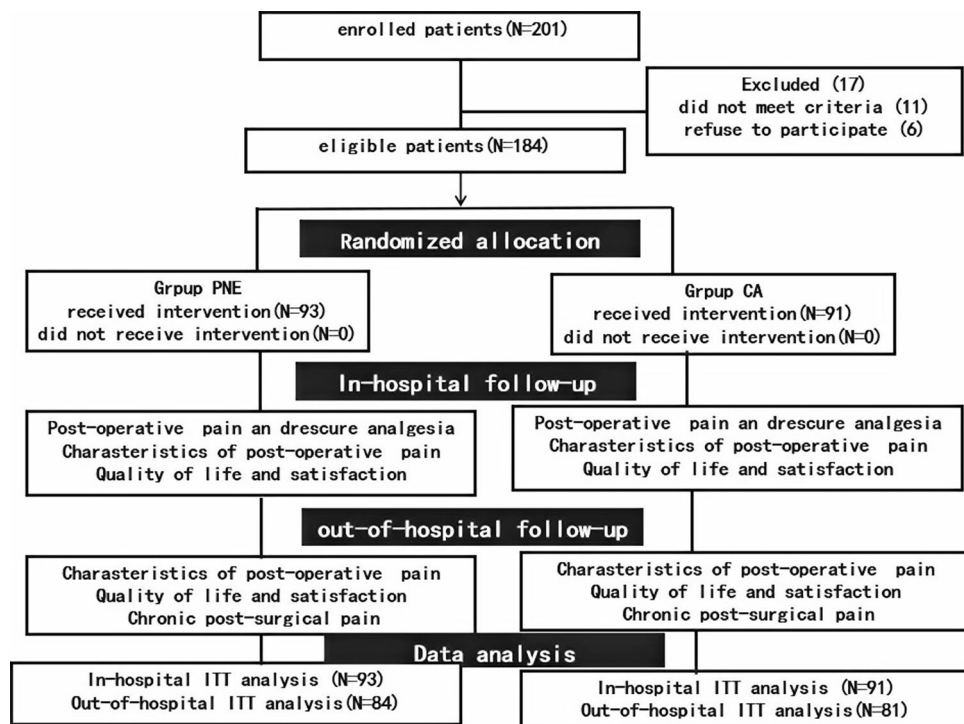 enrolled patients(N=201)
Excluded (17)
did not meet criteria (11)
refuse to participate (6)
eligible patients(N=184)
Randomized allocation
Grpup PNE
received intervention(N=93)
did not receive intervention(N=0)
Grpup CA
received intervention(N=91)
did not receive intervention(N=0)
In-hospital follow-up
Post-operative pain an drescure analgesia
Characteristics of post-operative pain
Quality of life and satisfaction
Post-operative pain an drescure analgesia
Characteristics of post-operative pain
Quality of life and satisfaction
out-of-hospital follow-up
Characteristics of post-operative pain
Quality of life and satisfaction
Chronic post-surgical pain
Characteristics of post-operative pain
Quality of life and satisfaction
Chronic post-surgical pain
Data analysis
In-hospital ITT analysis (N=93)
Out-of-hospital ITT analysis(N=84)
In-hospital ITT analysis (N=91)
Out-of-hospital ITT analysis(N=81)